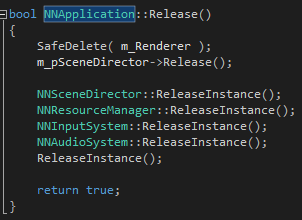 bool NNApplication::Release()
{
SafeDelete( m_Renderer );
m_pSceneDirector->Release();
NNSceneDirector::ReleaseInstance();
NNResourceManager::ReleaseInstance();
NNInputSystem::ReleaseInstance();
NNAudioSystem::ReleaseInstance();
ReleaseInstance();
return true;
}